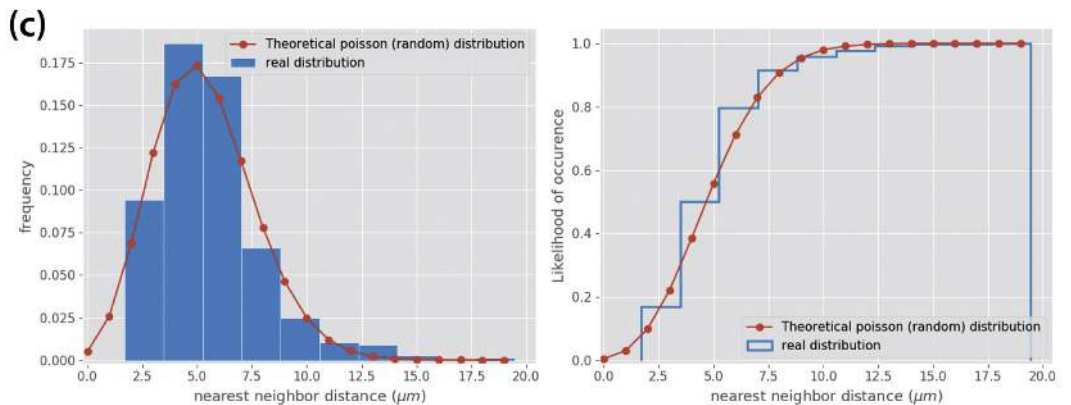 (c)
Theoretical poisson (random) distribution
real distribution
0.175
0.150
0.125
0.100
0.075
0.050
0.025
0.000
frequency
0.0 2.5 5.0 7.5 10.0 12.5 15.0 17.5 20.0
nearest neighbor distance (μm)
1.0
0.8
0.6
0.4
0.2
0.0
Likelihood of occurence
Theoretical poisson (random) distribution
real distribution
0.0 2.5 5.0 7.5 10.0 12.5 15.0 17.5 20.0
nearest neighbor distance (μm)